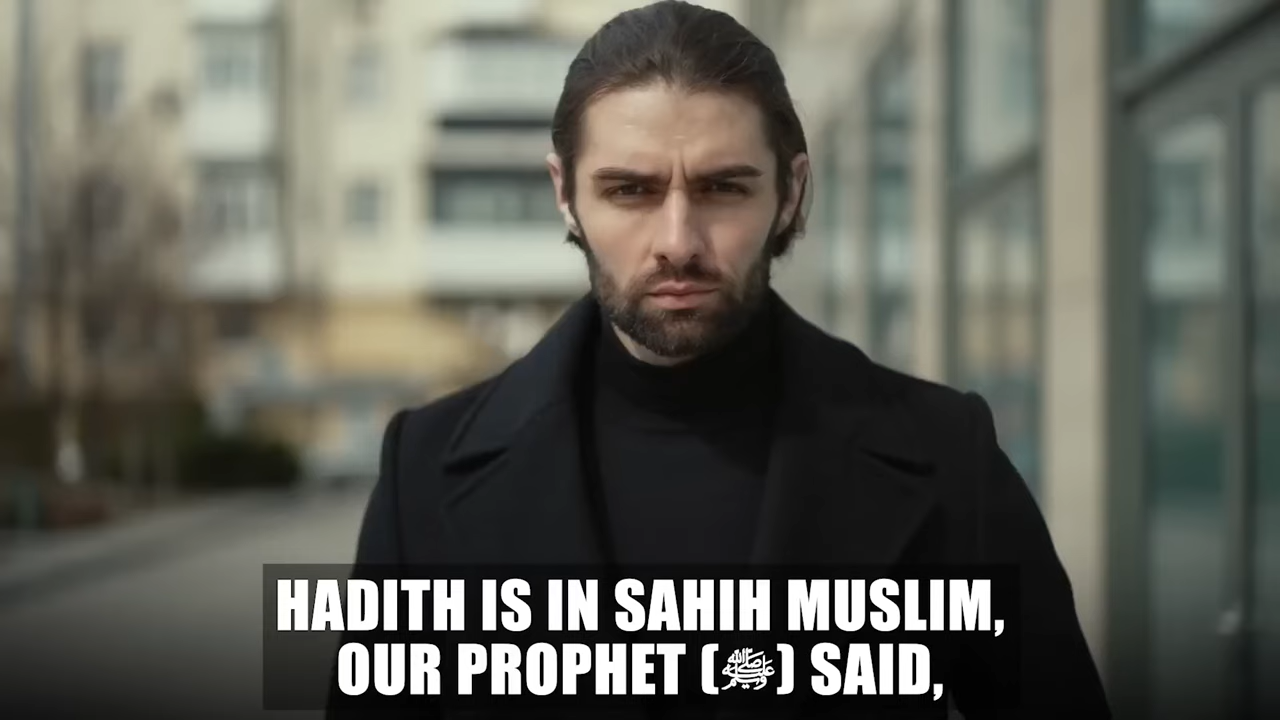 HADITH IS IN SAHIH MUSLIM,
OUR PROPHET (ﷺ) SAID,